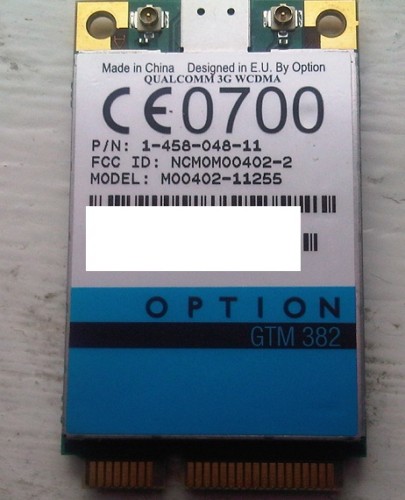 Made in China Designed in E.U. By Option
QUALCOMM 3G WCDMA
CE0700
P/N: 1-458-048-11
FCC ID: NCMOM00402-2
MODEL: M00402-11255
OPTION
GTM 382